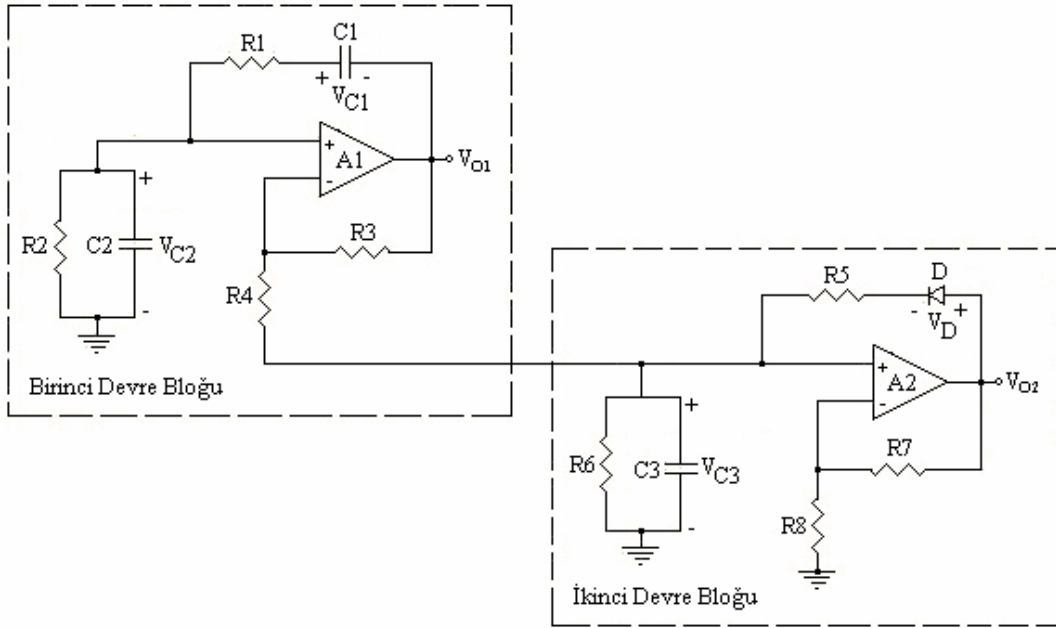 C1
R1
+ -
VC1
+
A1
-
VO1
+
R2
C2
VC2
-
R3
R4
Birinci Devre Bloğu
R5
D
- +
VD
+
A2
-
VO2
+
R6
C3
VC3
-
R7
R8
İkinci Devre Bloğu